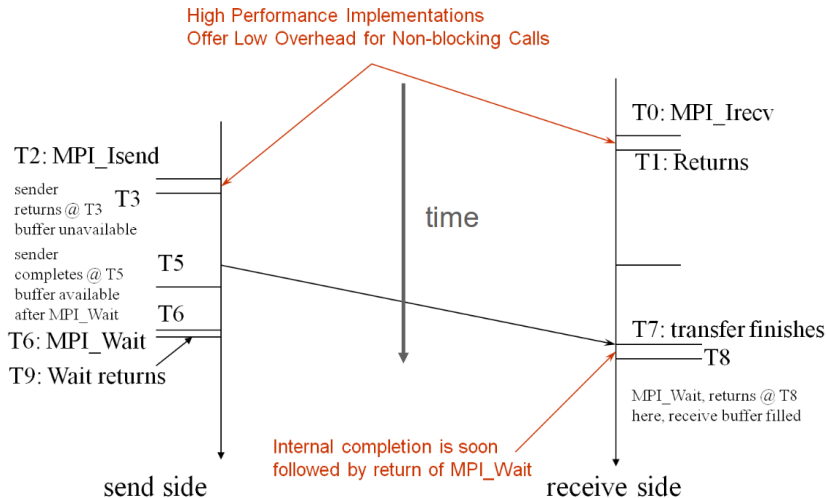 High Performance Implementations
Offer Low Overhead for Non-blocking Calls
T0: MPI_Irecv
T2: MPI_Isend
T1: Returns
sender
T3
returns @ T3
buffer unavailable
time
sender
T5
completes @ T5
buffer available
T6
after MPI_Wait
T7: transfer finishes
T6: MPI_Wait
T8
T9: Wait returns
MPI_Wait, returns @ T8
here, receive buffer filled
Internal completion is soon
followed by return of MPI_Wait
send side
receive side